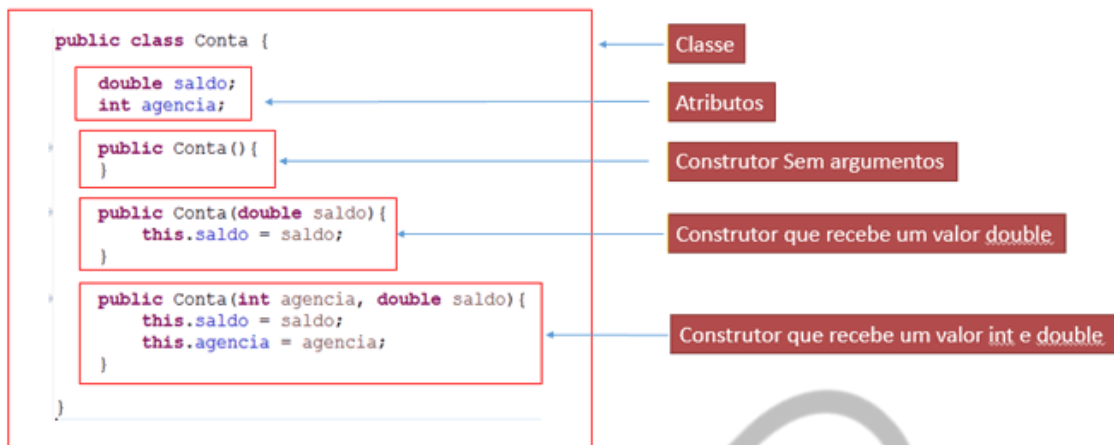 public class Conta {
Classe
double saldo;
int agencia;
Atributos
public Conta(){
}
Construtor Sem argumentos
public Conta(double saldo){
this.saldo = saldo;
}
Construtor que recebe um valor double
public Conta(int agencia, double saldo){
this.saldo = saldo;
this.agencia = agencia;
}
Construtor que recebe um valor int e double
}